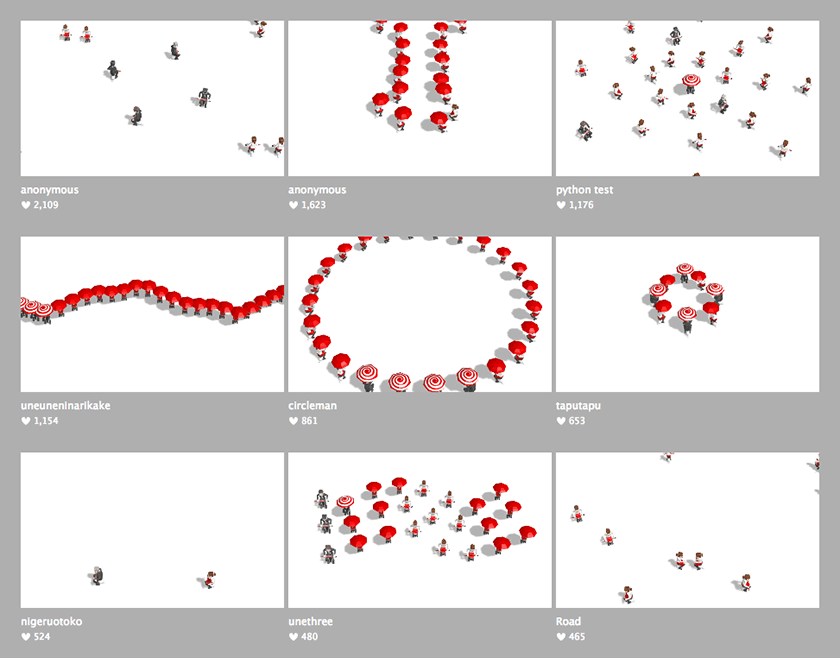 anonymous
2,109
anonymous
1,623
python test
1,176
uneuneninarikake
1,154
circleman
861
taputapu
653
nigeruotoko
524
unethree
480
Road
465